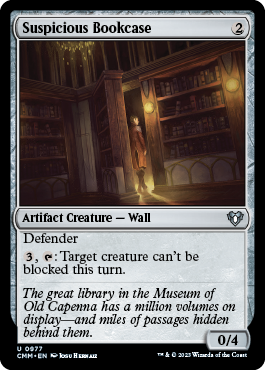 Suspicious Bookcase 2
Artifact Creature — Wall
Defender
3, T: Target creature can't be
blocked this turn.
The great library in the Museum of
Old Capenna has a million volumes on
display—and miles of passages hidden
behind them.
0/4
U 0977
CMM • EN Josu Hernaiz
™ & © 2023 Wizards of the Coast